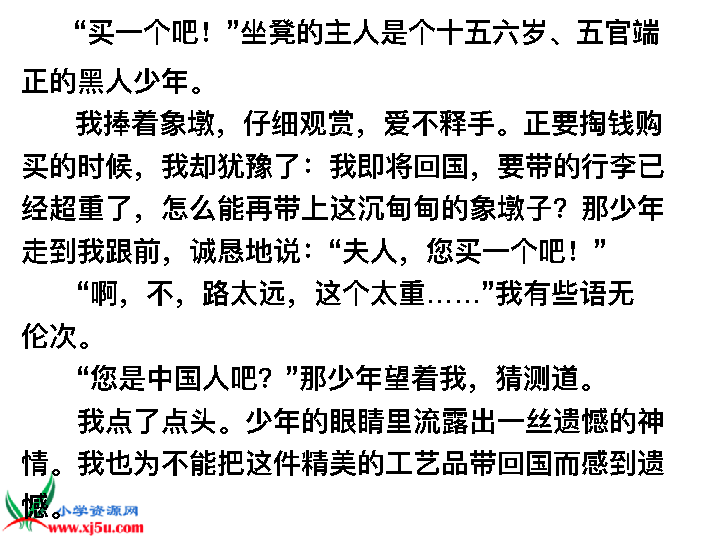 “买一个吧！”坐凳的主人是个十五六岁、五官端
正的黑人少年。
我捧着象墩，仔细观赏，爱不释手。正要掏钱购
买的时候，我却犹豫了：我即将回国，要带的行李已
经超重了，怎么能再带上这沉甸甸的象墩子？那少年
走到我跟前，诚恳地说：“夫人，您买一个吧！”
“啊，不，路太远，这个太重……”我有些语无
伦次。
“您是中国人吧？”那少年望着我，猜测道。
我点了点头。少年的眼睛里流露出一丝遗憾的神
情。我也为不能把这件精美的工艺品带回国而感到遗
憾。
小学资源网
www.xj5u.com